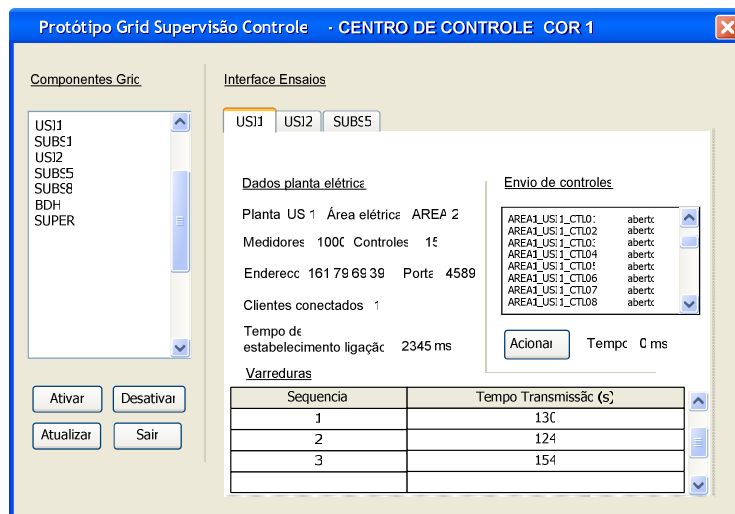 Protótipo Grid Supervisão Controle - CENTRO DE CONTROLE COR 1
Componentes Grid
USI1
SUBS1
USI2
SUBS5
SUBS8
BDH
SUPER
Ativar Desativar
Atualizar Sair
Interface Ensaios
USI1 USI2 SUBS5
Dados planta elétrica
Planta US 1 Área elétrica AREA 2
Medidores 1000 Controles 15
Endereco 161 79 69 39 Porta 4589
Clientes conectados 1
Tempo de
estabelecimento ligação 2345 ms
Envio de controles
AREA1_USI1_CTL01 aberto
AREA1_USI1_CTL02 aberto
AREA1_USI1_CTL03 aberto
AREA1_USI1_CTL04 aberto
AREA1_USI1_CTL05 aberto
AREA1_USI1_CTL06 aberto
AREA1_USI1_CTL07 aberto
AREA1_USI1_CTL08 aberto
Acionar Tempo 0 ms
Varreduras
Sequencia Tempo Transmissão (s)
1 130
2 124
3 154